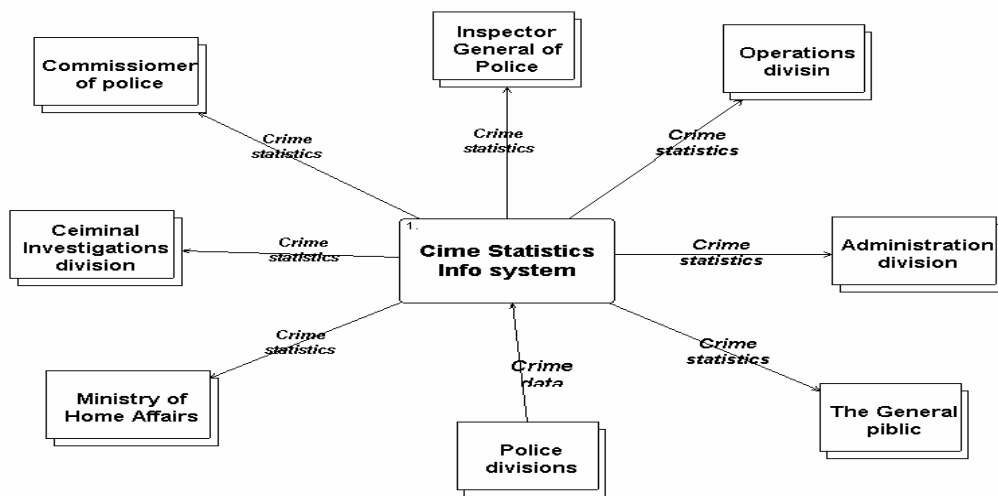 Inspector
General of
Police
Commissiomer
of police
Operations
divisin
Crime
statistics
Crime
statistics
Crime
statistics
Ceiminal
Investigations
division
Crime
statistics
1.
Cime Statistics
Info system
Crime
statistics
Administration
division
Crime
statistics
Crime
data
Crime
statistics
Ministry of
Home Affairs
The General
piblic
Police
divisions